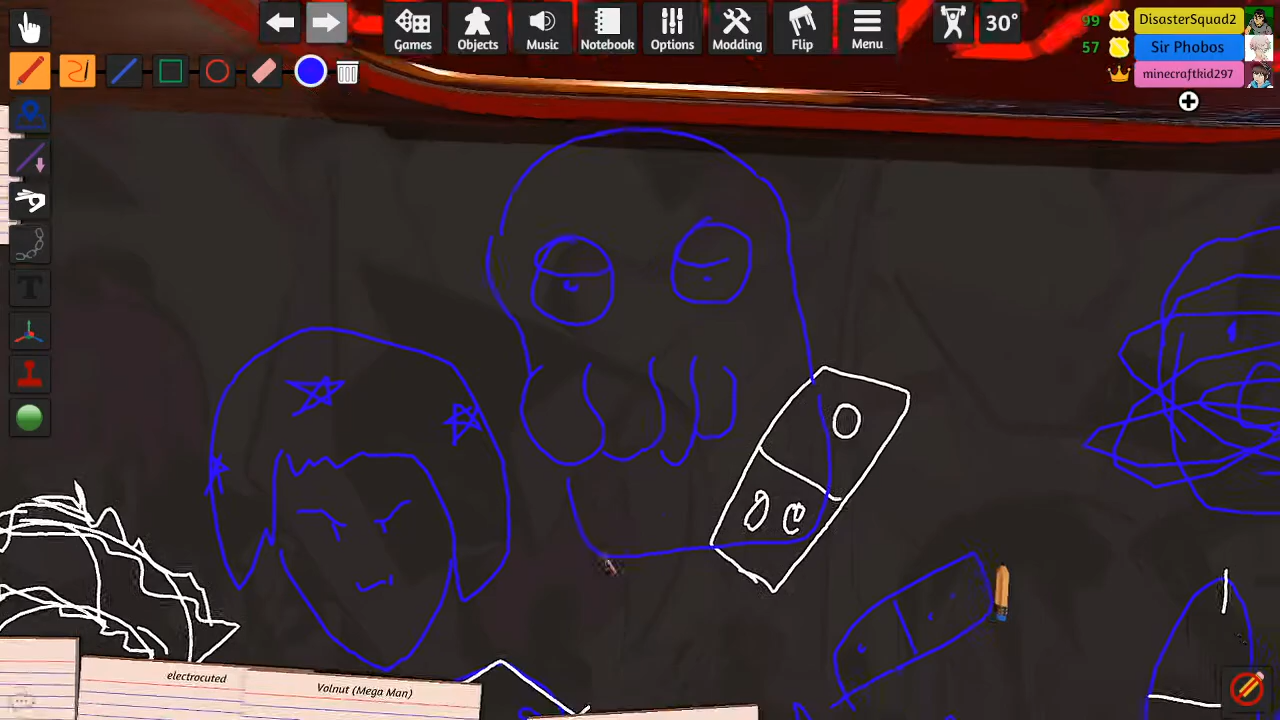 Games
Objects
Music
Notebook
Options
Modding
Flip
Menu
30°
99
DisasterSquad2
57
Sir Phobos
minecraftkid297
T
electrocuted
Volnut (Mega Man)